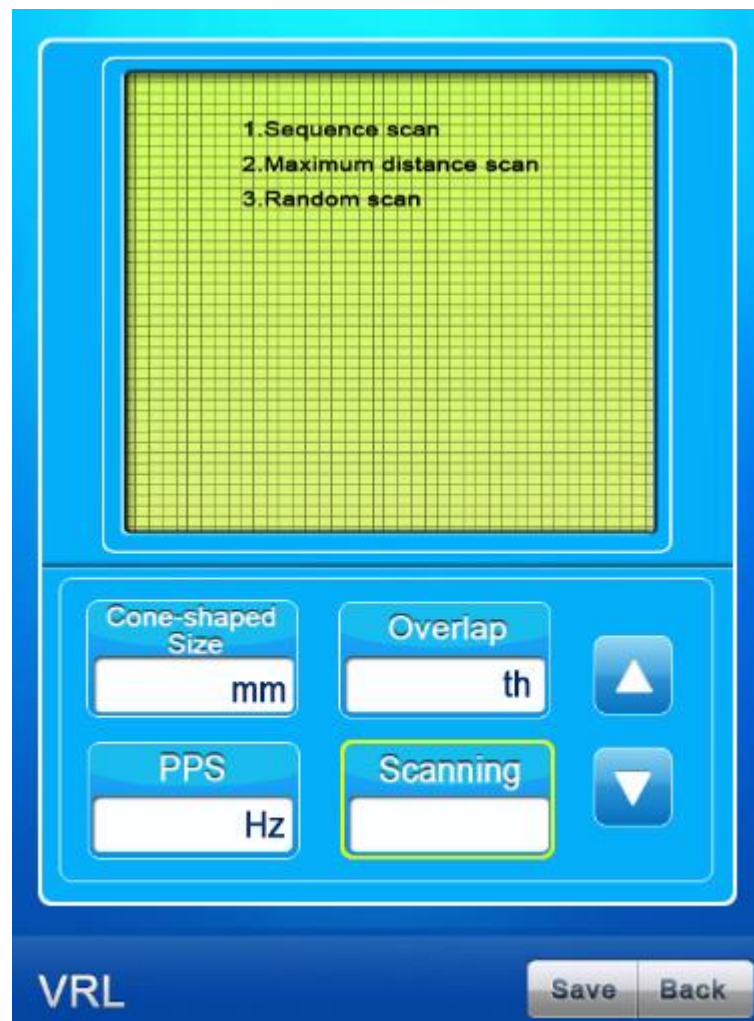 1.Sequence scan
2.Maximum distance scan
3.Random scan
Cone-shaped
Size
mm
Overlap
th
PPS
Hz
Scanning
VRL
Save
Back